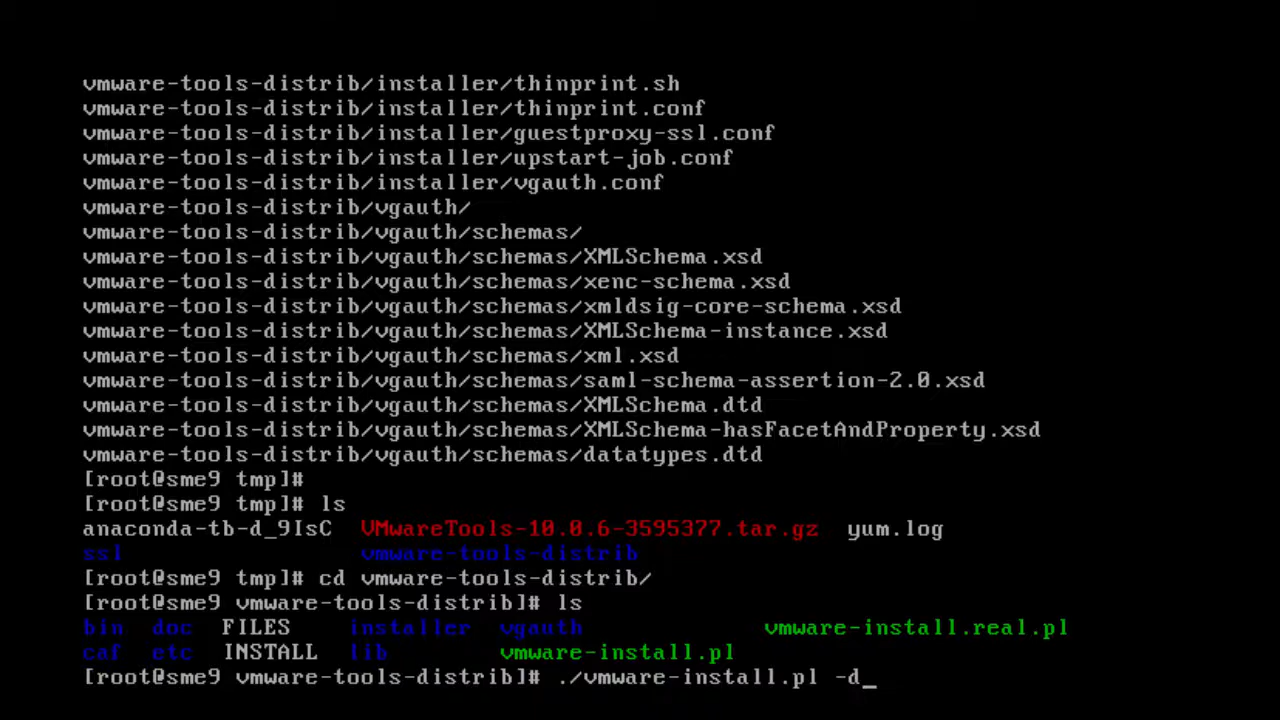 vmware-tools-distrib/installer/thinprint.sh
vmware-tools-distrib/installer/thinprint.conf
vmware-tools-distrib/installer/guestproxy-ssl.conf
vmware-tools-distrib/installer/upstart-job.conf
vmware-tools-distrib/installer/vgauth.conf
vmware-tools-distrib/vgauth/
vmware-tools-distrib/vgauth/schemas/
vmware-tools-distrib/vgauth/schemas/XMLSchema.xsd
vmware-tools-distrib/vgauth/schemas/xenc-schema.xsd
vmware-tools-distrib/vgauth/schemas/xmldsig-core-schema.xsd
vmware-tools-distrib/vgauth/schemas/XMLSchema-instance.xsd
vmware-tools-distrib/vgauth/schemas/xml.xsd
vmware-tools-distrib/vgauth/schemas/saml-schema-assertion-2.0.xsd
vmware-tools-distrib/vgauth/schemas/XMLSchema.dtd
vmware-tools-distrib/vgauth/schemas/XMLSchema-hasFacetAndProperty.xsd
vmware-tools-distrib/vgauth/schemas/datatypes.dtd
[root@sme9 tmp]#
[root@sme9 tmp]# ls
anaconda-tb-d_9IsC  VMwareTools-10.0.6-3595377.tar.gz  yum.log
ssl                 vmware-tools-distrib
[root@sme9 tmp]# cd vmware-tools-distrib/
[root@sme9 vmware-tools-distrib]# ls
bin  doc  FILES    installer  vgauth             vmware-install.real.pl
caf  etc  INSTALL  lib        vmware-install.pl
[root@sme9 vmware-tools-distrib]# ./vmware-install.pl -d_